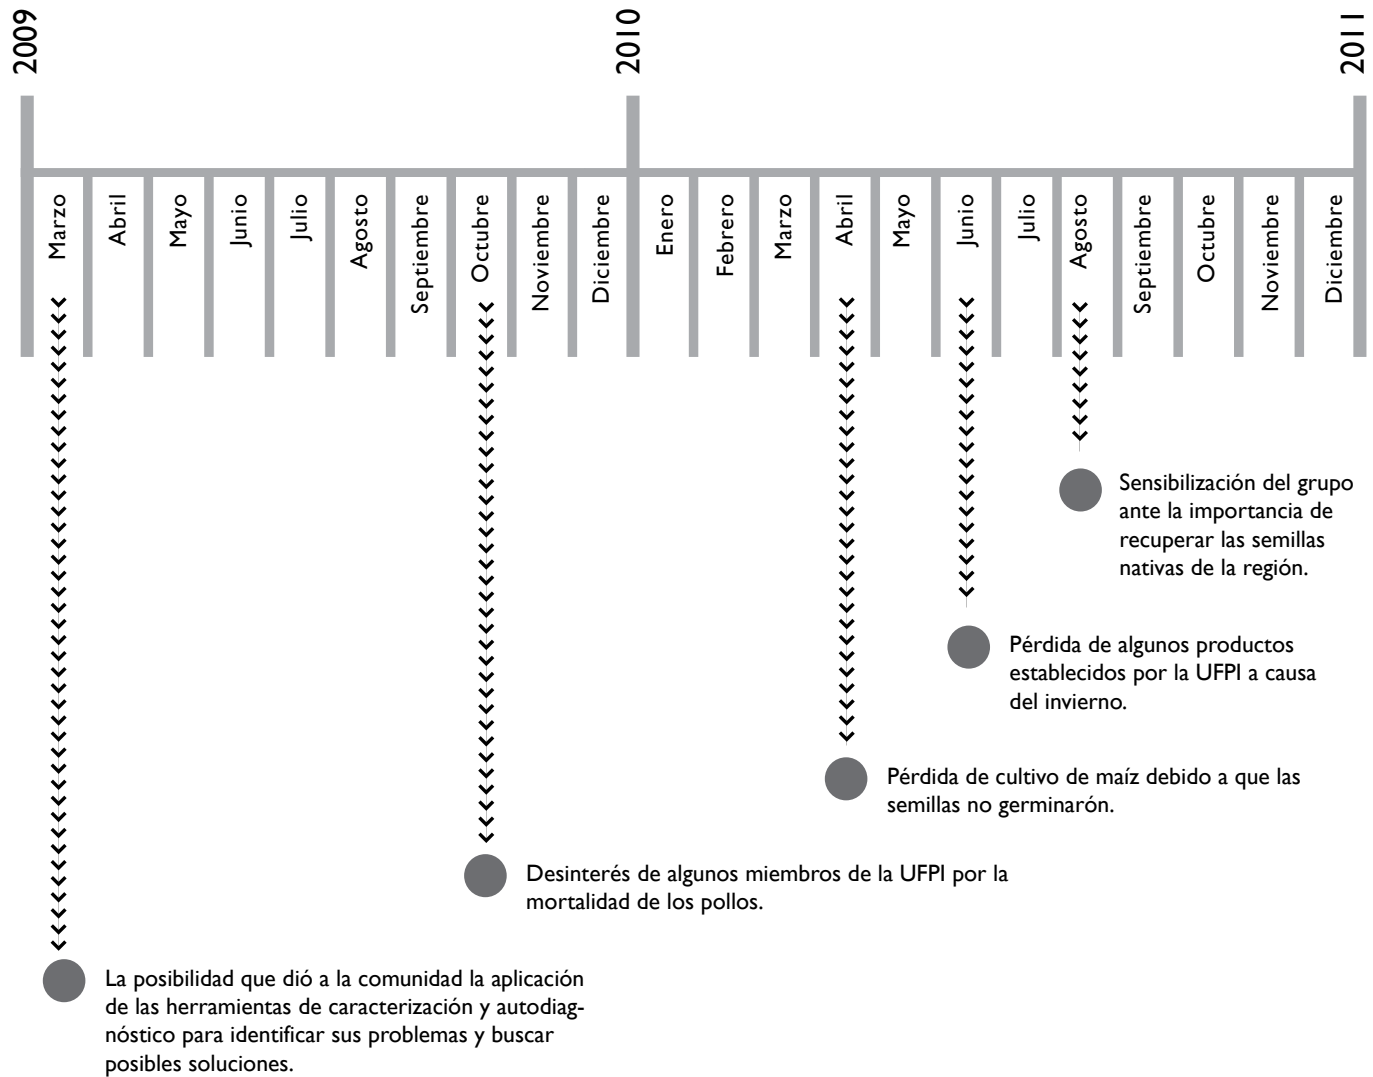 2009
2010
2011
Marzo
Abril
Mayo
Junio
Julio
Agosto
Septiembre
Octubre
Noviembre
Diciembre
Enero
Febrero
Marzo
Abril
Mayo
Junio
Julio
Agosto
Septiembre
Octubre
Noviembre
Diciembre
Sensibilización del grupo
ante la importancia de
recuperar las semillas
nativas de la región.
Pérdida de algunos productos
establecidos por la UFPI a causa
del invierno.
Pérdida de cultivo de maíz debido a que las
semillas no germinarón.
Desinterés de algunos miembros de la UFPI por la
mortalidad de los pollos.
La posibilidad que dió a la comunidad la aplicación
de las herramientas de caracterización y autodiag-
nóstico para identificar sus problemas y buscar
posibles soluciones.